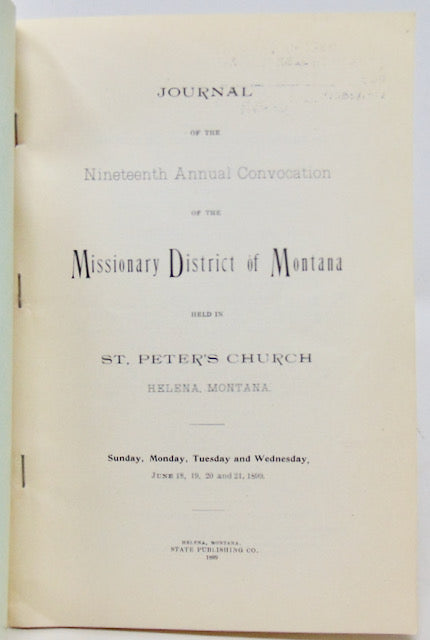 JOURNAL
OF THE
Nineteenth Annual Convocation
OF THE
Missionary District of Montana
HELD IN
ST. PETER'S CHURCH
HELENA, MONTANA.
Sunday, Monday, Tuesday and Wednesday,
JUNE 18, 19, 20 and 21, 1899.
HELENA, MONTANA.
STATE PUBLISHING CO.
1899